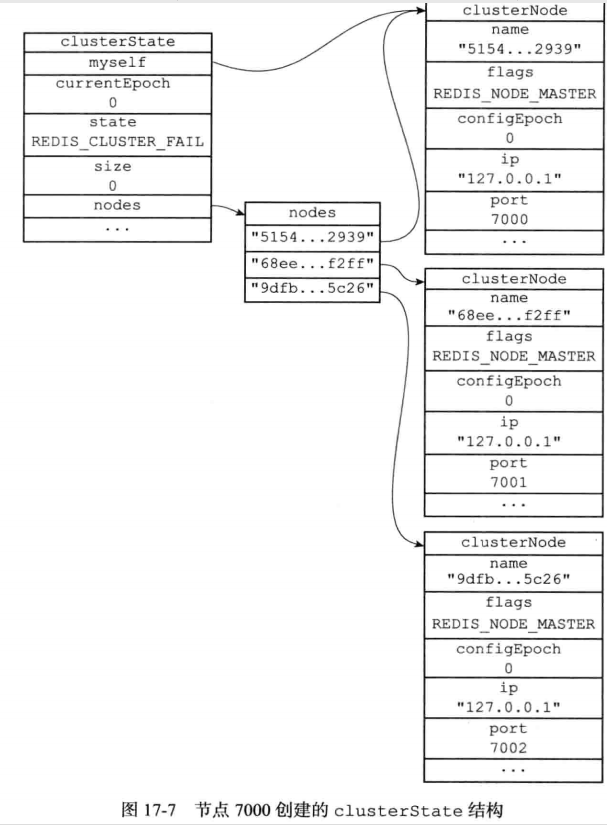 clusterState
myself
currentEpoch
0
state
REDIS_CLUSTER_FAIL
size
0
nodes
...
nodes
"5154...2939"
"68ee...f2ff"
"9dfb...5c26"
clusterNode
name
"5154...2939"
flags
REDIS_NODE_MASTER
configEpoch
0
ip
"127.0.0.1"
port
7000
...
clusterNode
name
"68ee...f2ff"
flags
REDIS_NODE_MASTER
configEpoch
0
ip
"127.0.0.1"
port
7001
...
clusterNode
name
"9dfb...5c26"
flags
REDIS_NODE_MASTER
configEpoch
0
ip
"127.0.0.1"
port
7002
...
图 17-7 节点 7000 创建的 clusterState 结构